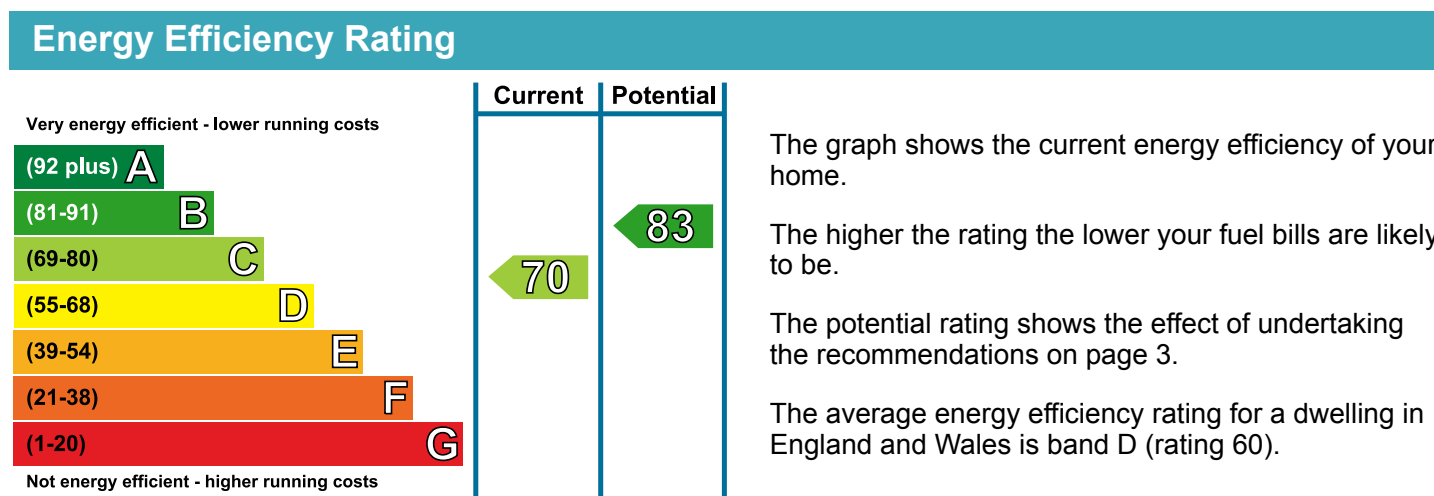 Energy Efficiency Rating
Current Potential
Very energy efficient - lower running costs
(92 plus) A
(81-91) B
(69-80) C
(55-68) D
(39-54) E
(21-38) F
(1-20) G
Not energy efficient - higher running costs
83
70
The graph shows the current energy efficiency of your
home.
The higher the rating the lower your fuel bills are likely
to be.
The potential rating shows the effect of undertaking
the recommendations on page 3.
The average energy efficiency rating for a dwelling in
England and Wales is band D (rating 60).